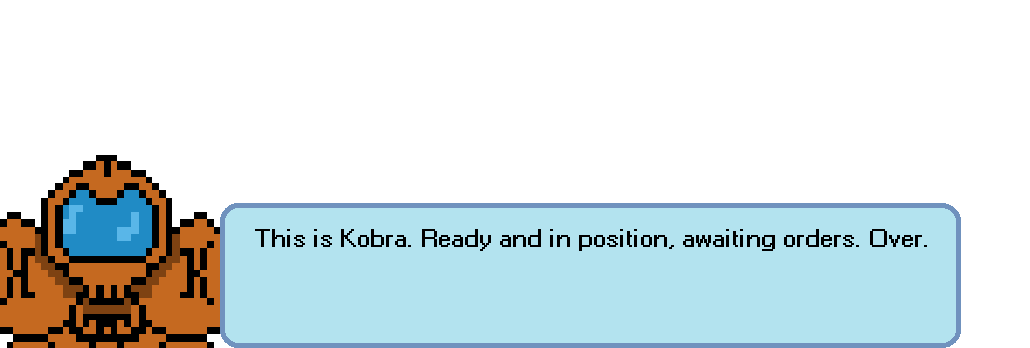 This is Kobra. Ready and in position, awaiting orders. Over.